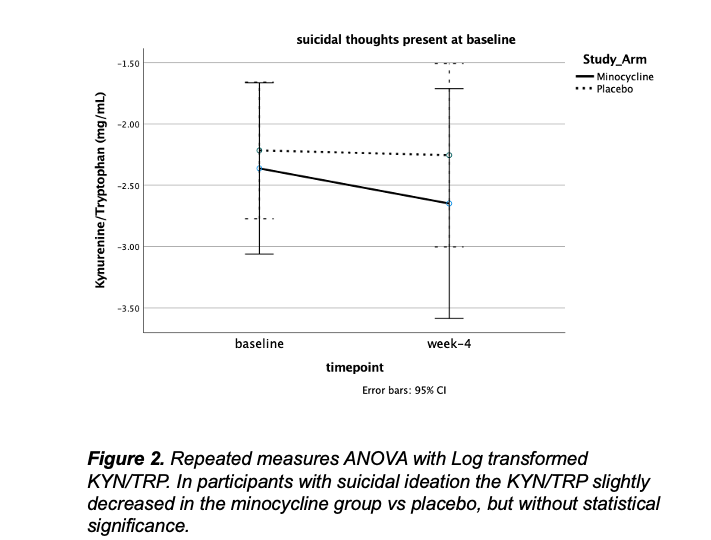 suicidal thoughts present at baseline
Study_Arm
Minocycline
Placebo
Kynurenine/Tryptophan (mg/mL)
-1.50
-2.00
-2.50
-3.00
-3.50
baseline
week-4
timepoint
Error bars: 95% CI
Figure 2. Repeated measures ANOVA with Log transformed
KYN/TRP. In participants with suicidal ideation the KYN/TRP slightly
decreased in the minocycline group vs placebo, but without statistical
significance.